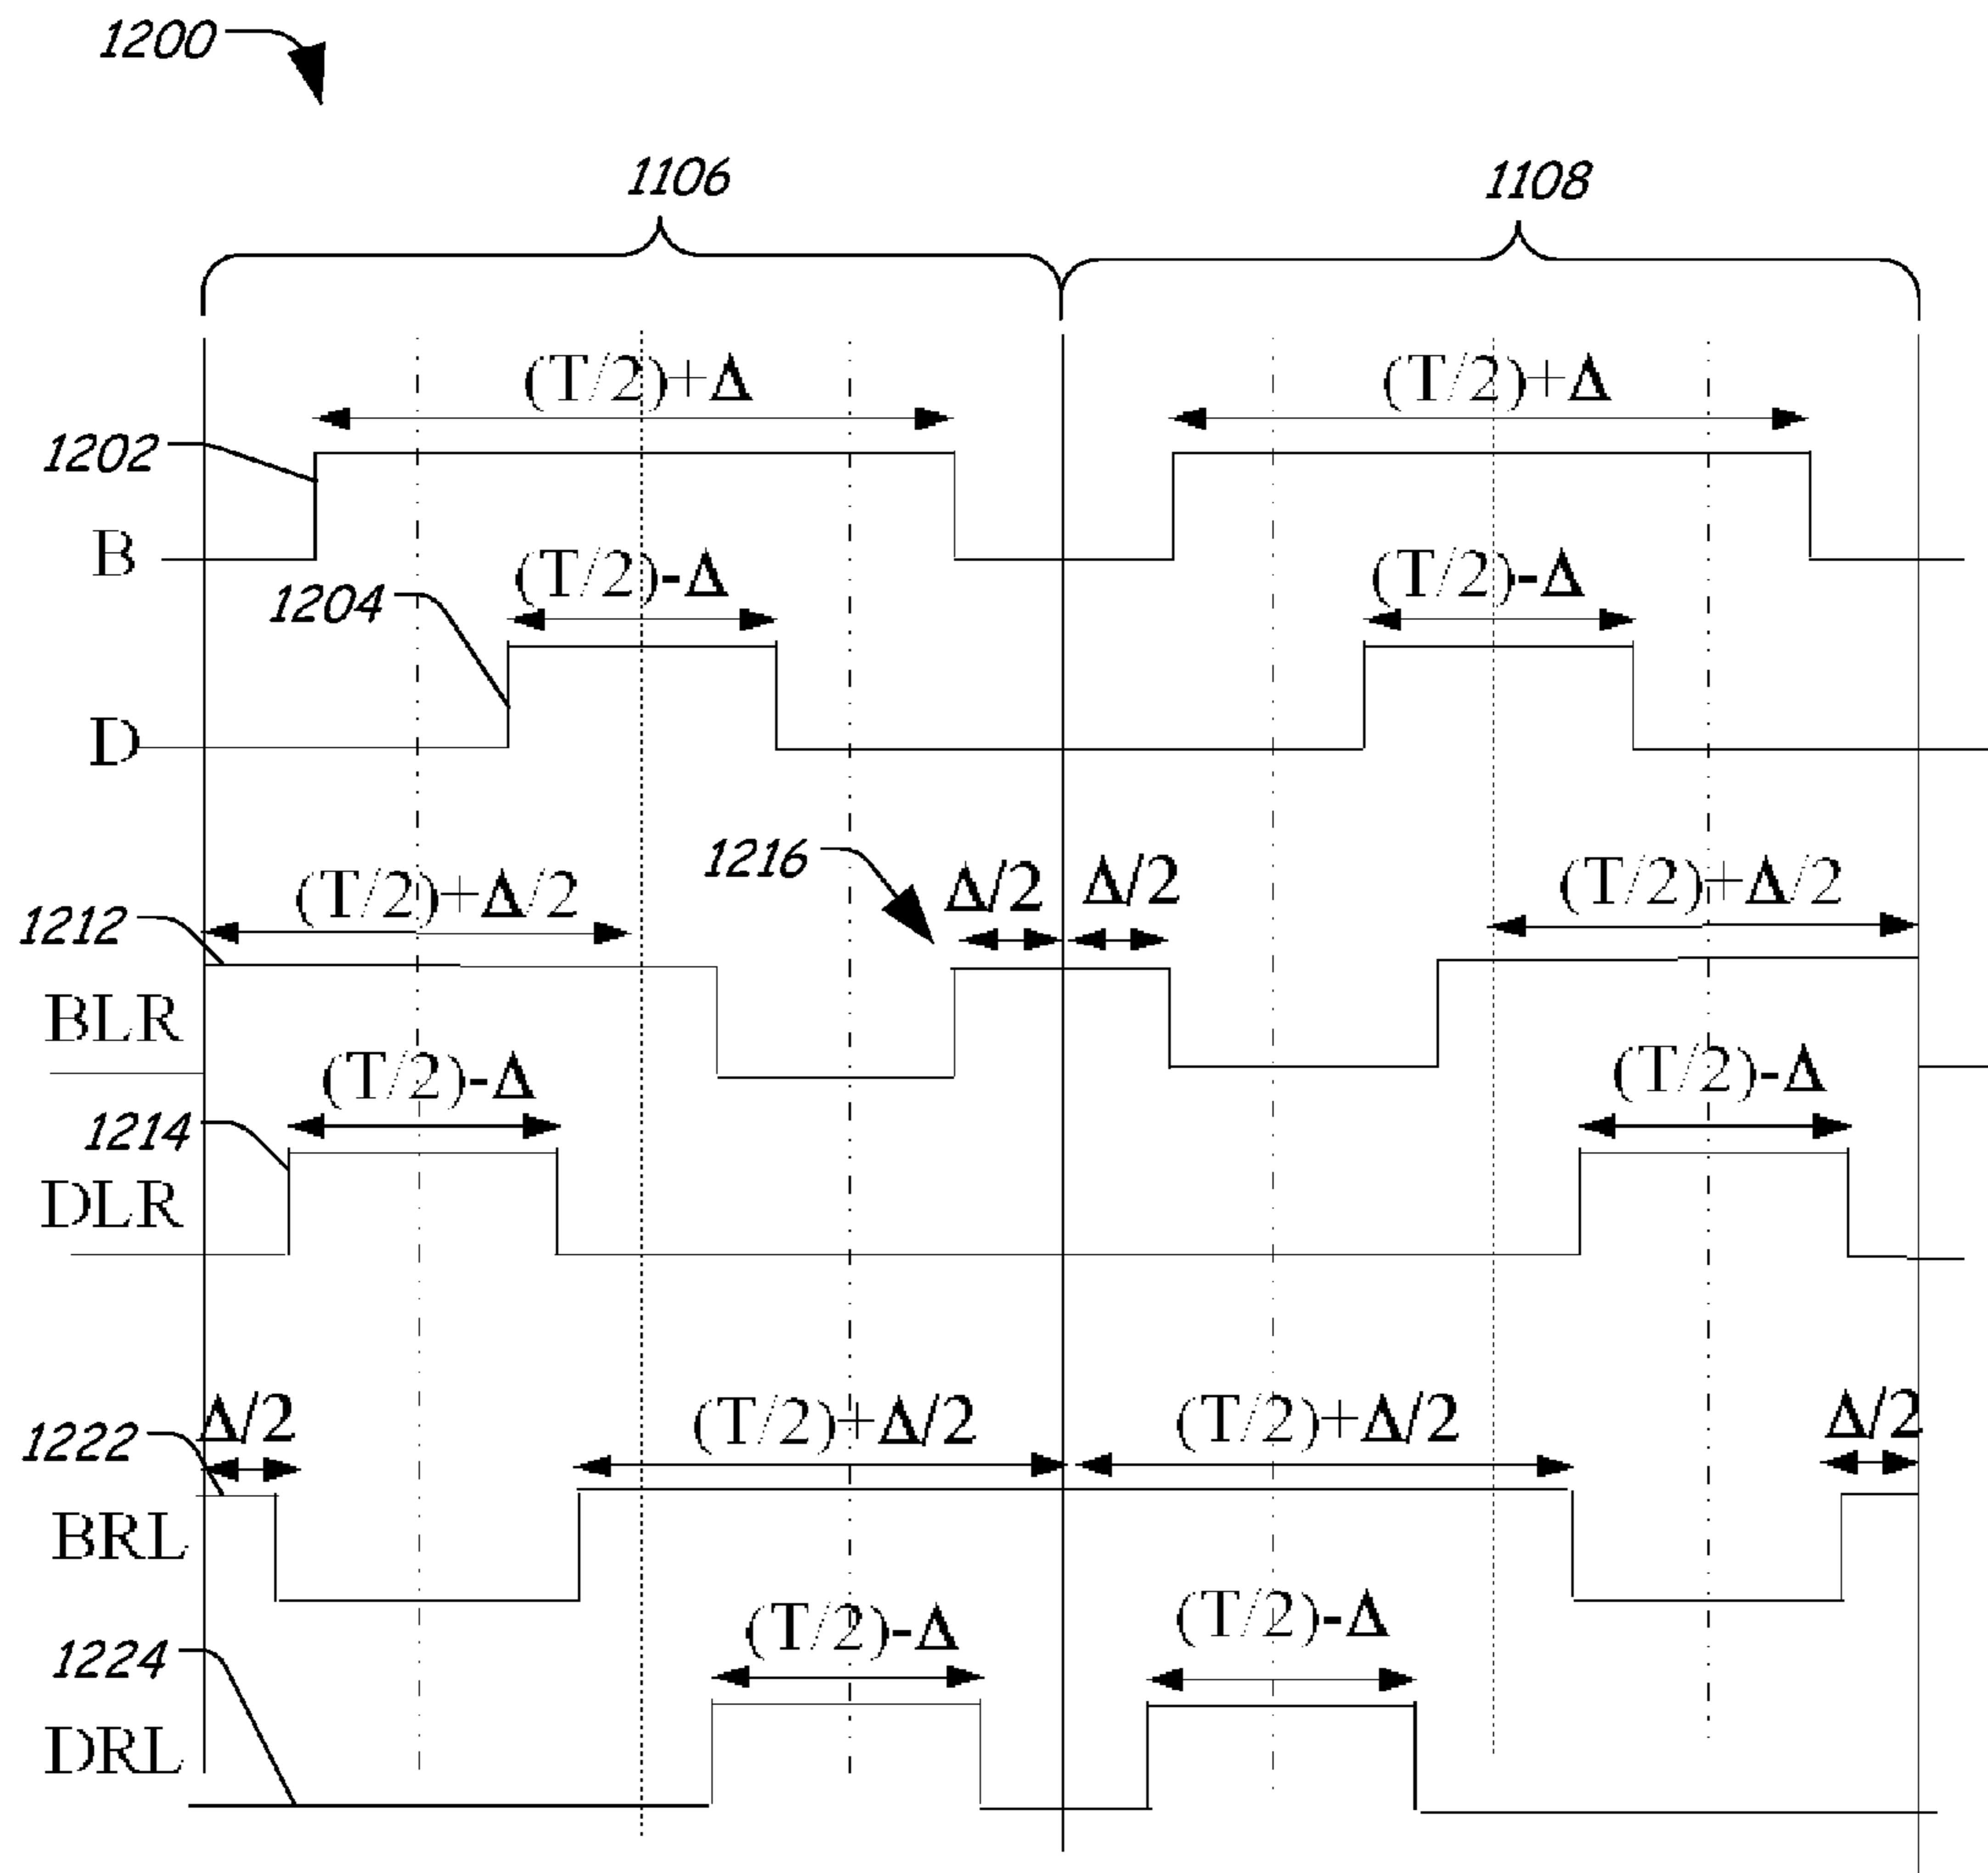 1200
1106 1108
(T/2)+Δ (T/2)+Δ
1202
B
(T/2)-Δ (T/2)-Δ
1204
D
1216
(T/2)+Δ/2 Δ/2 Δ/2 (T/2)+Δ/2
1212
BLR
(T/2)-Δ (T/2)-Δ
1214
DLR
Δ/2 (T/2)+Δ/2 (T/2)+Δ/2 Δ/2
1222
BRL
(T/2)-Δ (T/2)-Δ
1224
DRL